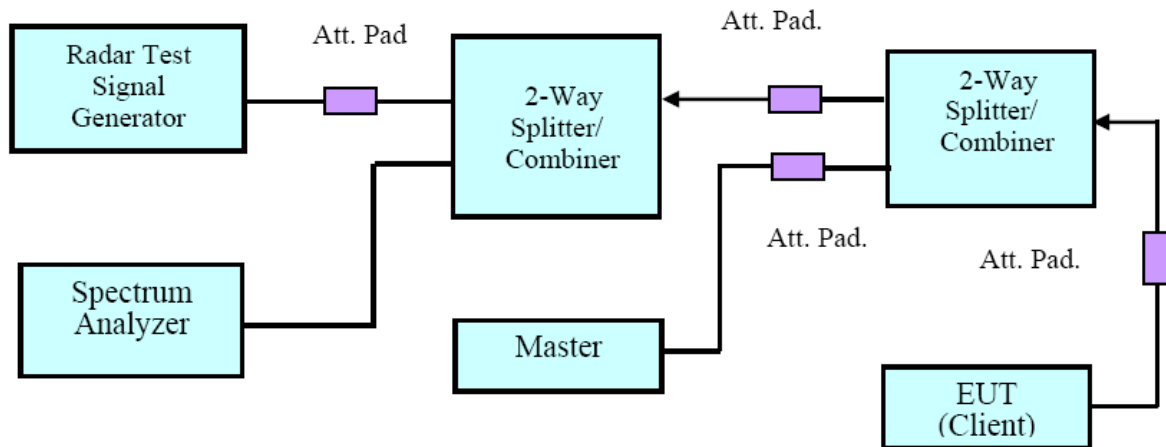 Radar Test
Signal
Generator
Att. Pad
2-Way
Splitter/
Combiner
Att. Pad.
2-Way
Splitter/
Combiner
Att. Pad.
Att. Pad.
Spectrum
Analyzer
Master
EUT
(Client)